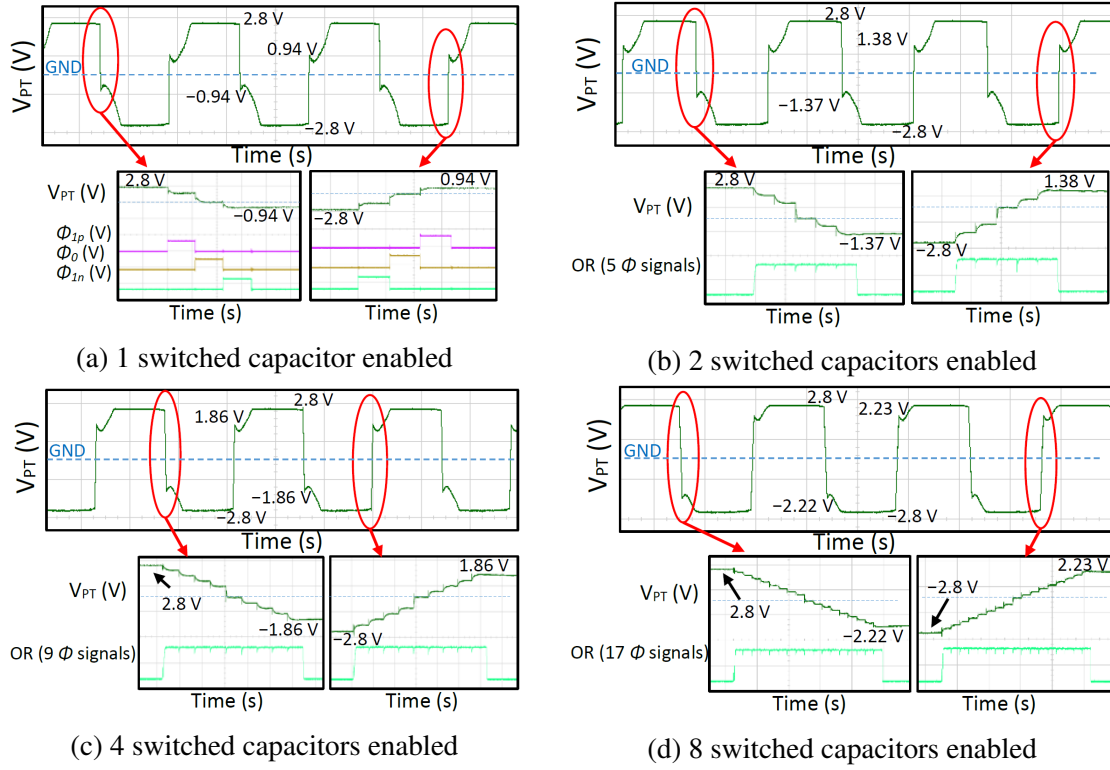 2.8 V
0.94 V
GND
−0.94 V
−2.8 V
V_PT (V)
Time (s)
2.8 V
−0.94 V
−2.8 V
0.94 V
V_PT (V)
Φ_1p (V)
Φ_0 (V)
Φ_1n (V)
Time (s)
Time (s)
(a) 1 switched capacitor enabled
2.8 V
1.38 V
GND
−1.37 V
−2.8 V
V_PT (V)
Time (s)
2.8 V
−1.37 V
1.38 V
−2.8 V
V_PT (V)
OR (5 Φ signals)
Time (s)
Time (s)
(b) 2 switched capacitors enabled
2.8 V
1.86 V
GND
−1.86 V
−2.8 V
V_PT (V)
Time (s)
2.8 V
−1.86 V
1.86 V
−2.8 V
V_PT (V)
OR (9 Φ signals)
Time (s)
Time (s)
(c) 4 switched capacitors enabled
2.8 V
2.23 V
GND
−2.22 V
−2.8 V
V_PT (V)
Time (s)
2.8 V
−2.22 V
2.23 V
−2.8 V
V_PT (V)
OR (17 Φ signals)
Time (s)
Time (s)
(d) 8 switched capacitors enabled